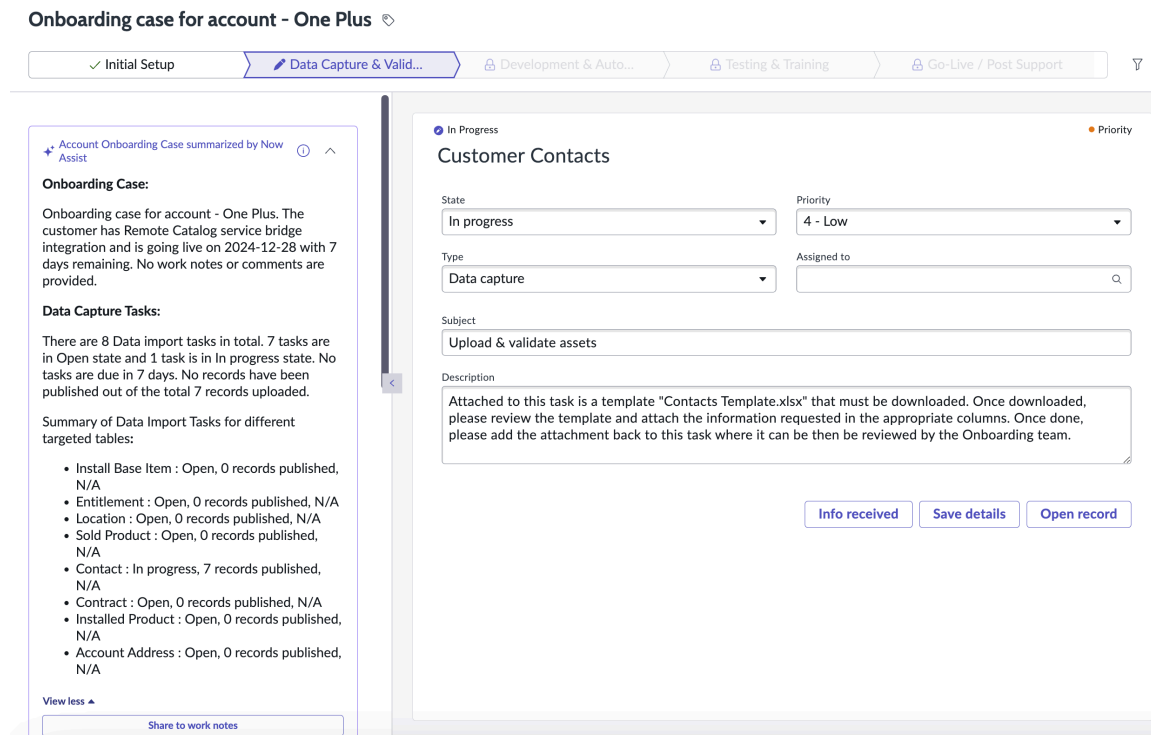 Onboarding case for account - One Plus
Initial Setup
Data Capture & Valid...
Development & Auto...
Testing & Training
Go-Live / Post Support
Account Onboarding Case summarized by Now
Assist
Onboarding Case:
Onboarding case for account - One Plus. The
customer has Remote Catalog service bridge
integration and is going live on 2024-12-28 with 7
days remaining. No work notes or comments are
provided.
Data Capture Tasks:
There are 8 Data import tasks in total. 7 tasks are
in Open state and 1 task is in In progress state. No
tasks are due in 7 days. No records have been
published out of the total 7 records uploaded.
Summary of Data Import Tasks for different
targeted tables:
• Install Base Item : Open, 0 records published,
N/A
• Entitlement : Open, 0 records published, N/A
• Location : Open, 0 records published, N/A
• Sold Product : Open, 0 records published,
N/A
• Contact : In progress, 7 records published,
N/A
• Contract : Open, 0 records published, N/A
• Installed Product : Open, 0 records published,
N/A
• Account Address : Open, 0 records published,
N/A
View less
Share to work notes
In Progress
Priority
Customer Contacts
State
In progress
Priority
4 - Low
Type
Data capture
Assigned to
Subject
Upload & validate assets
Description
Attached to this task is a template "Contacts Template.xlsx" that must be downloaded. Once downloaded,
please review the template and attach the information requested in the appropriate columns. Once done,
please add the attachment back to this task where it can be then be reviewed by the Onboarding team.
Info received
Save details
Open record